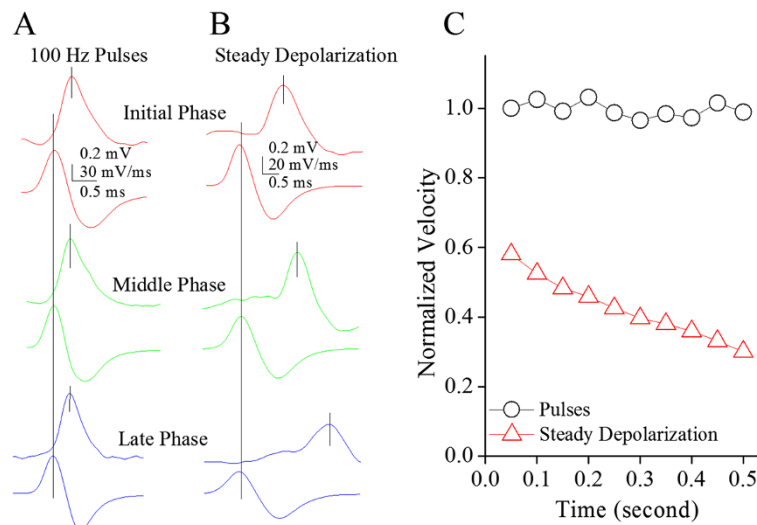 A
B
C
100 Hz Pulses
Steady Depolarization
Initial Phase
0.2 mV
30 mV/ms
0.5 ms
0.2 mV
20 mV/ms
0.5 ms
Middle Phase
Late Phase
Normalized Velocity
1.0
0.8
0.6
0.4
0.2
0.0
Pulses
Steady Depolarization
0.0
0.1
0.2
0.3
0.4
0.5
Time (second)